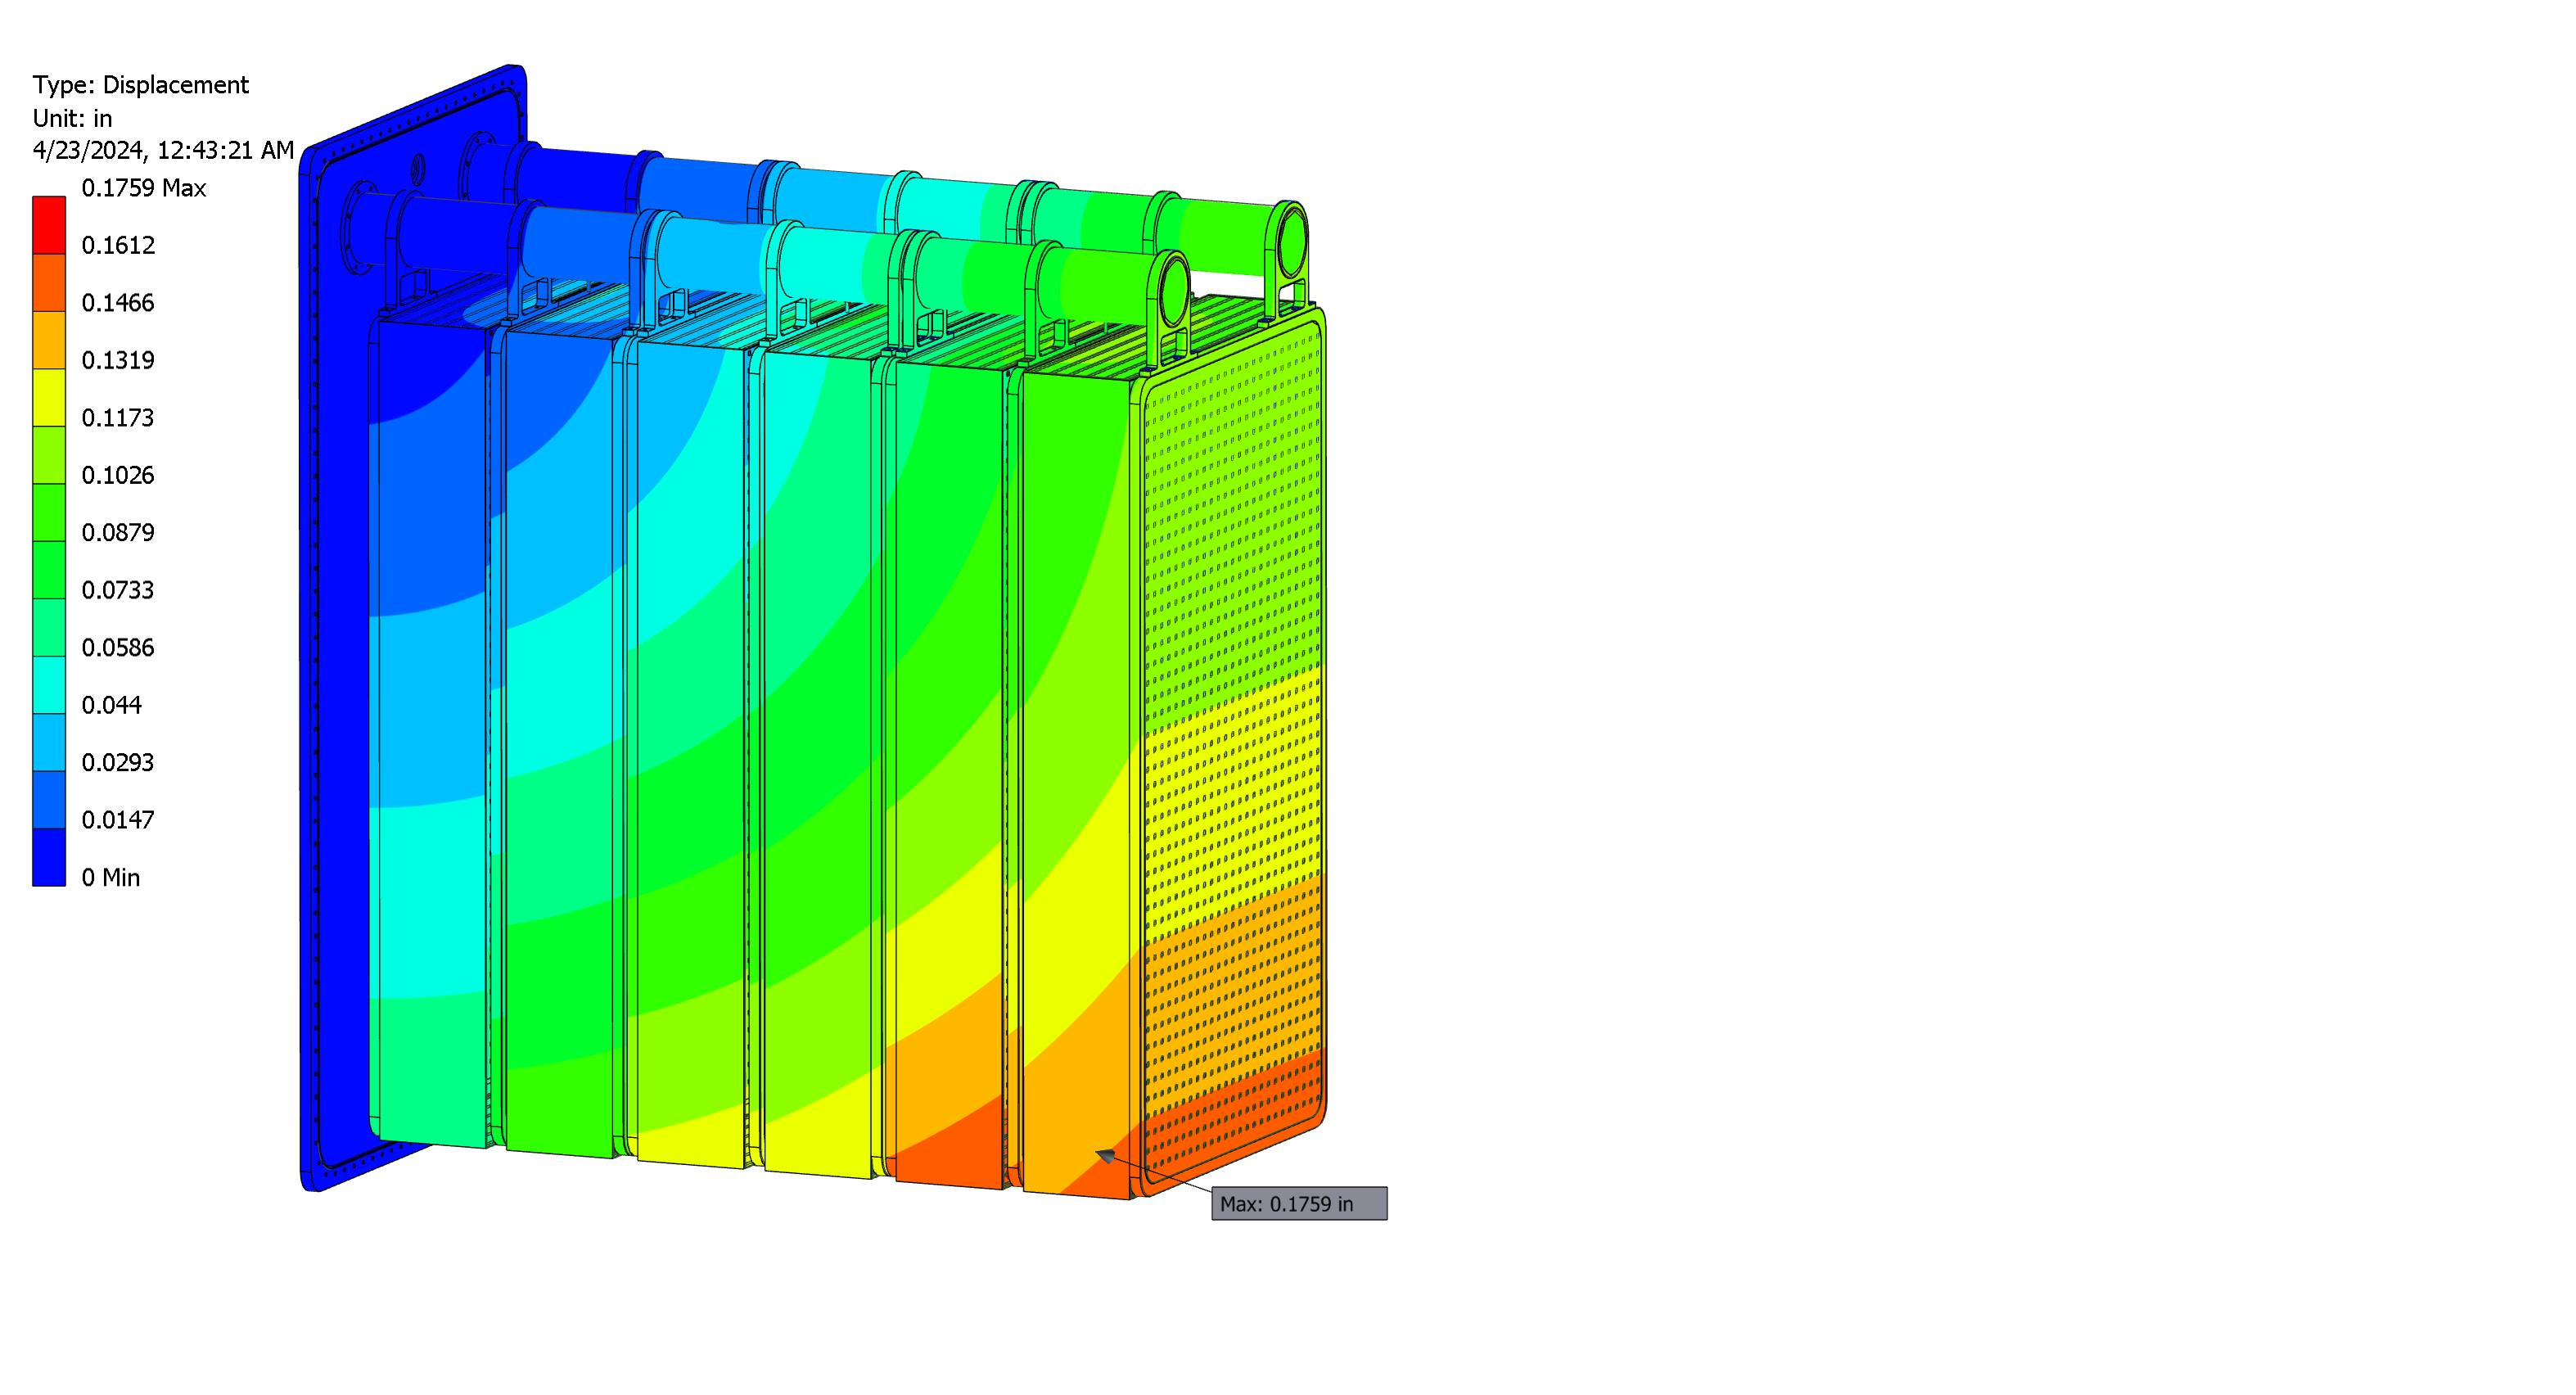 Type: Displacement
Unit: in
4/23/2024, 12:43:21 AM
0.1759 Max
0.1612
0.1466
0.1319
0.1173
0.1026
0.0879
0.0733
0.0586
0.044
0.0293
0.0147
0 Min
Max: 0.1759 in